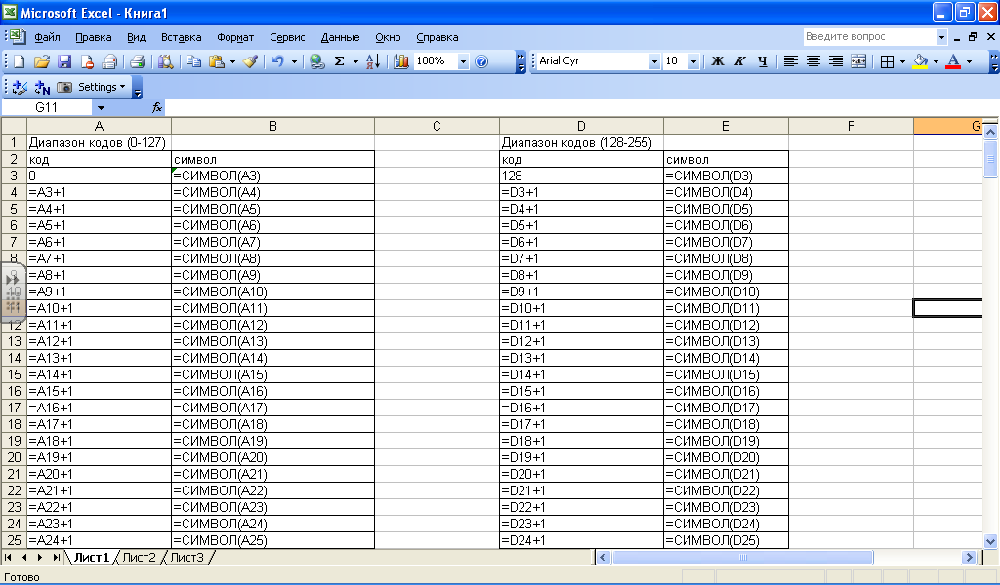 Microsoft Excel - Книга1
Файл Правка Вид Вставка Формат Сервис Данные Окно Справка Введите вопрос
100% Arial Cyr 10 Ж К Ч
Settings
G11 fx
A B C D E F G
1 Диапазон кодов (0-127) Диапазон кодов (128-255)
2 код символ код символ
3 0 =СИМВОЛ(A3) 128 =СИМВОЛ(D3)
4 =A3+1 =СИМВОЛ(A4) =D3+1 =СИМВОЛ(D4)
5 =A4+1 =СИМВОЛ(A5) =D4+1 =СИМВОЛ(D5)
6 =A5+1 =СИМВОЛ(A6) =D5+1 =СИМВОЛ(D6)
7 =A6+1 =СИМВОЛ(A7) =D6+1 =СИМВОЛ(D7)
8 =A7+1 =СИМВОЛ(A8) =D7+1 =СИМВОЛ(D8)
=A8+1 =СИМВОЛ(A9) =D8+1 =СИМВОЛ(D9)
=A9+1 =СИМВОЛ(A10) =D9+1 =СИМВОЛ(D10)
=A10+1 =СИМВОЛ(A11) =D10+1 =СИМВОЛ(D11)
12 =A11+1 =СИМВОЛ(A12) =D11+1 =СИМВОЛ(D12)
13 =A12+1 =СИМВОЛ(A13) =D12+1 =СИМВОЛ(D13)
14 =A13+1 =СИМВОЛ(A14) =D13+1 =СИМВОЛ(D14)
15 =A14+1 =СИМВОЛ(A15) =D14+1 =СИМВОЛ(D15)
16 =A15+1 =СИМВОЛ(A16) =D15+1 =СИМВОЛ(D16)
17 =A16+1 =СИМВОЛ(A17) =D16+1 =СИМВОЛ(D17)
18 =A17+1 =СИМВОЛ(A18) =D17+1 =СИМВОЛ(D18)
19 =A18+1 =СИМВОЛ(A19) =D18+1 =СИМВОЛ(D19)
20 =A19+1 =СИМВОЛ(A20) =D19+1 =СИМВОЛ(D20)
21 =A20+1 =СИМВОЛ(A21) =D20+1 =СИМВОЛ(D21)
22 =A21+1 =СИМВОЛ(A22) =D21+1 =СИМВОЛ(D22)
23 =A22+1 =СИМВОЛ(A23) =D22+1 =СИМВОЛ(D23)
24 =A23+1 =СИМВОЛ(A24) =D23+1 =СИМВОЛ(D24)
25 =A24+1 =СИМВОЛ(A25) =D24+1 =СИМВОЛ(D25)
Лист1 Лист2 Лист3
Готово